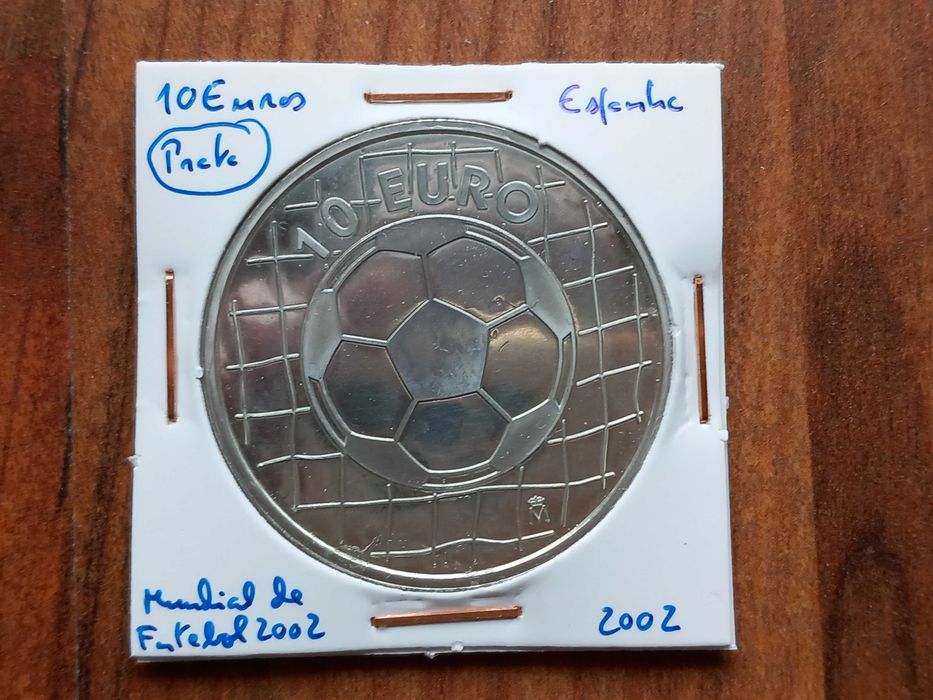 10 Euros
Espanha
Prata
10 EURO
M
Mundial de
Futebol 2002
2002